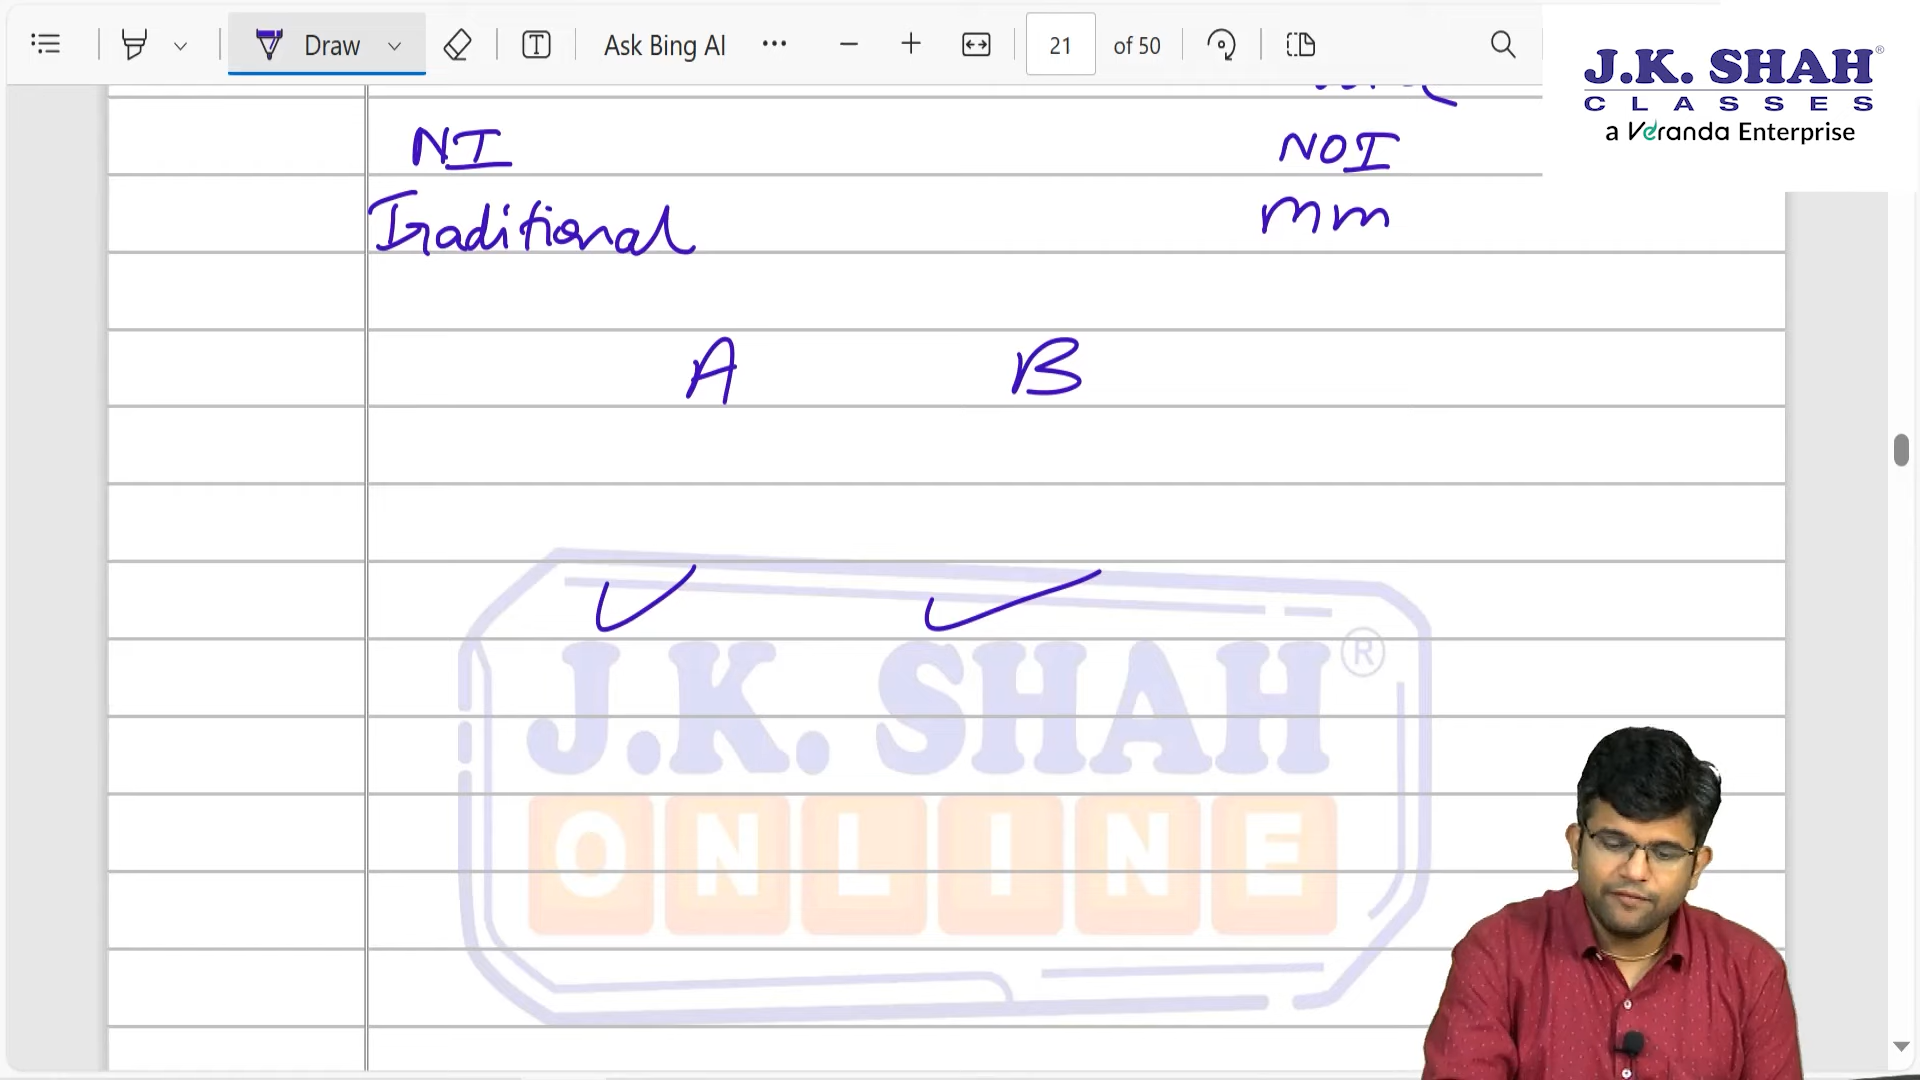 Draw
Ask Bing AI
21 of 50
J.K. SHAH®
CLASSES
a Veranda Enterprise
NI
NOI
Traditional
MM
A B
J.K. SHAH®
ONLINE